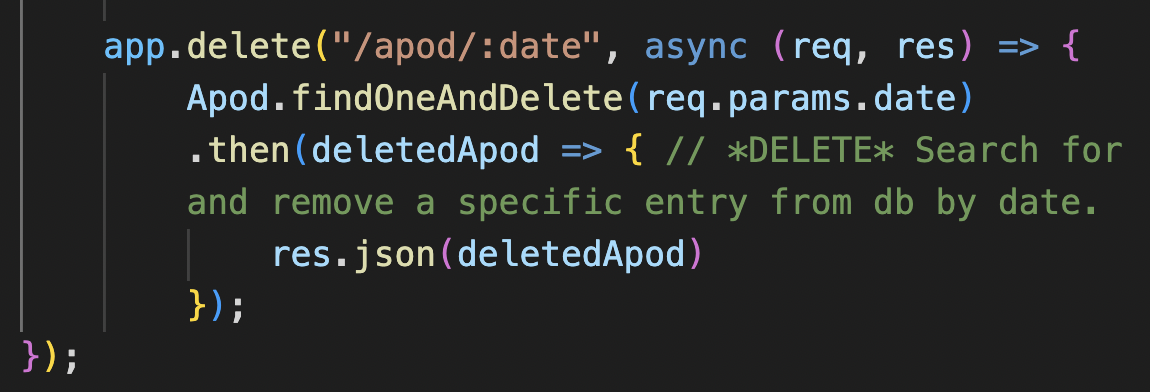 app.delete("/apod/:date", async (req, res) => {
Apod.findOneAndDelete(req.params.date)
.then(deletedApod => { // *DELETE* Search for
and remove a specific entry from db by date.
res.json(deletedApod)
});
});